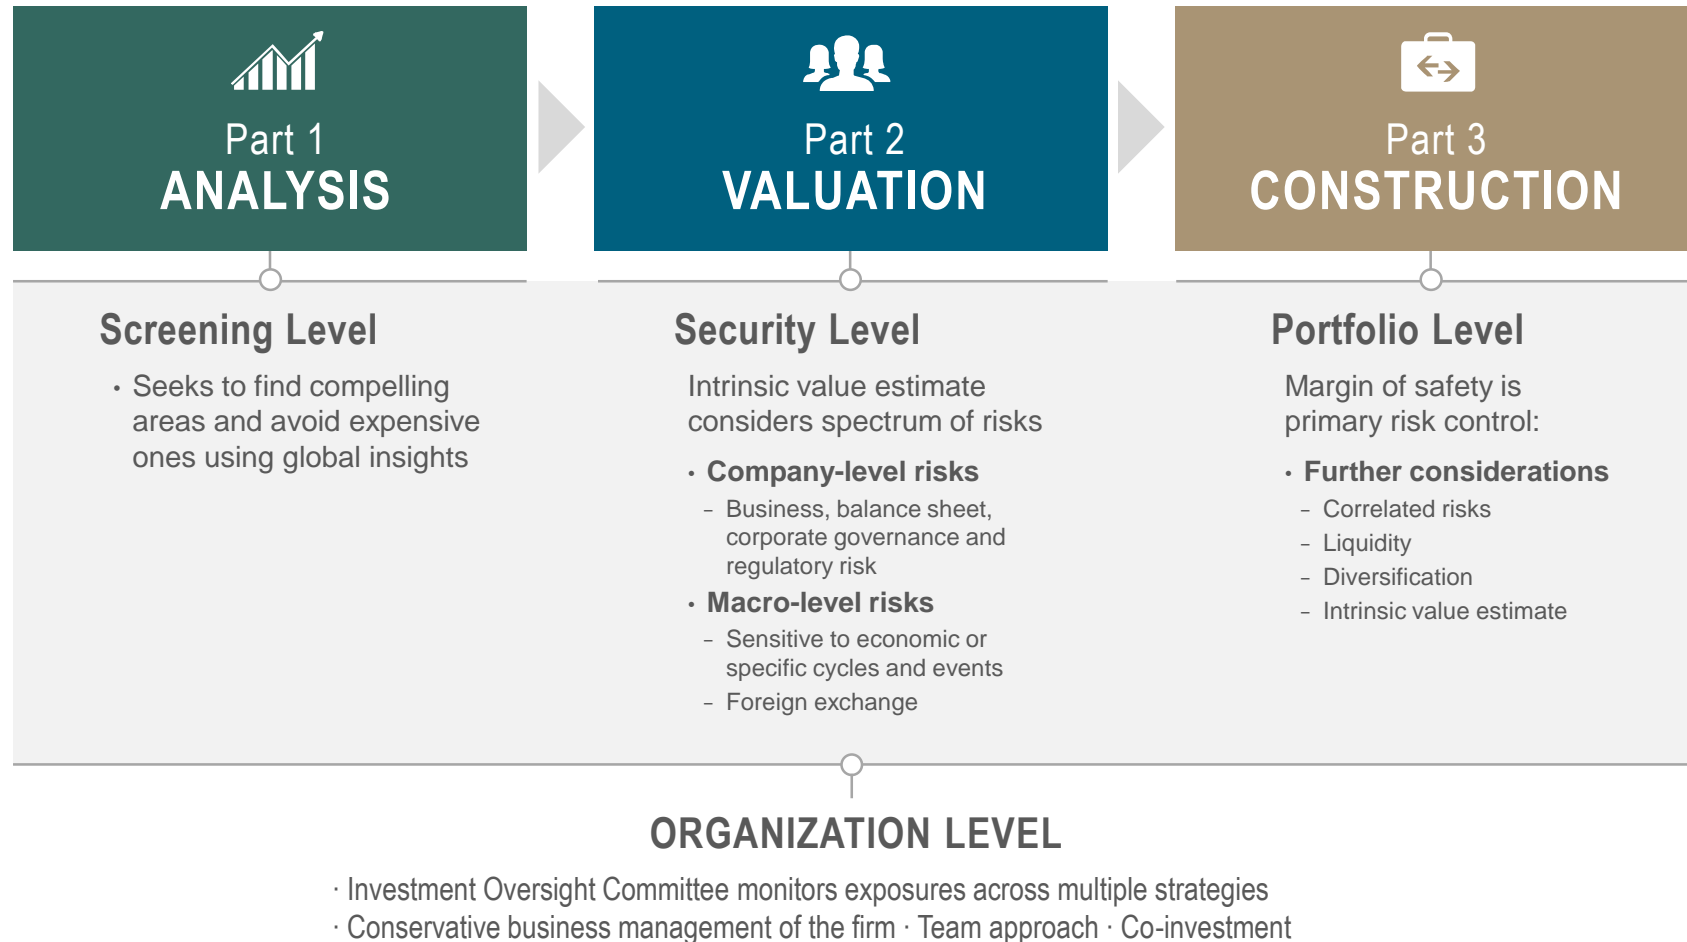 Part 1
ANALYSIS
Part 2
VALUATION
Part 3
CONSTRUCTION
Screening Level
• Seeks to find compelling
areas and avoid expensive
ones using global insights
Security Level
Intrinsic value estimate
considers spectrum of risks
• Company-level risks
– Business, balance sheet,
corporate governance and
regulatory risk
• Macro-level risks
– Sensitive to economic or
specific cycles and events
– Foreign exchange
Portfolio Level
Margin of safety is
primary risk control:
• Further considerations
– Correlated risks
– Liquidity
– Diversification
– Intrinsic value estimate
ORGANIZATION LEVEL
· Investment Oversight Committee monitors exposures across multiple strategies
· Conservative business management of the firm · Team approach · Co-investment